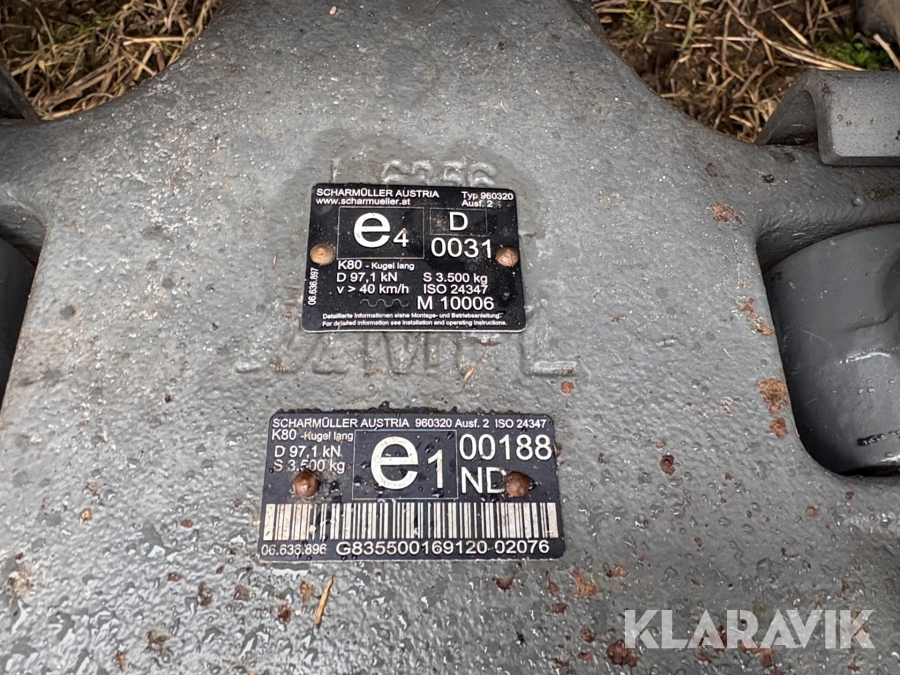 L 6356
SCHARMÜLLER AUSTRIA Typ 960320
www.scharmueller.at Ausf. 2
e4 D
0031
K80 - Kugel lang
D 97,1 kN S 3.500 kg
v > 40 km/h ISO 24347
M 10006
06.636.897
Detaillierte Informationen siehe Montage- und Betriebsanleitung.
For detailed information see installation and operating instructions.
SCHARMÜLLER AUSTRIA 960320 Ausf. 2 ISO 24347
K80 -Kugel lang
D 97,1 kN
S 3.500 kg
e1 00188
ND
06.636.896 G835500169120 02076
KLARAVIK